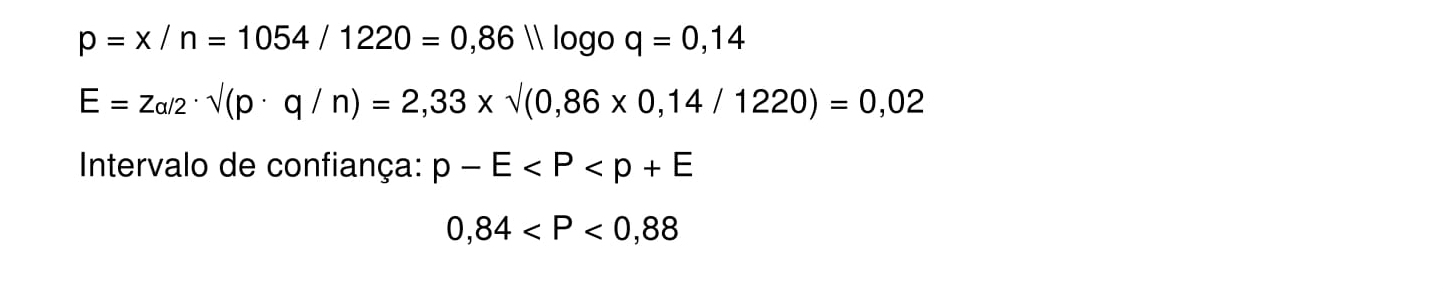 p = x / n = 1054 / 1220 = 0,86 \\ logo q = 0,14
E = zα/2 · √(p · q / n) = 2,33 x √(0,86 x 0,14 / 1220) = 0,02
Intervalo de confiança: p – E < P < p + E
0,84 < P < 0,88